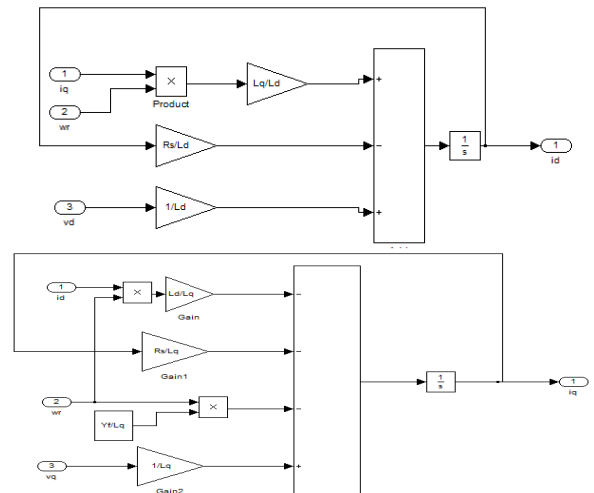 1
iq
×
Product
Lq/Ld
+
2
wr
Rs/Ld
−
1
s
1
id
3
vd
1/Ld
+
1
id
×
Ld/Lq
−
Gain
Rs/Lq
−
Gain1
1
s
1
iq
2
wr
×
−
Yf/Lq
3
vq
1/Lq
+
Gain2